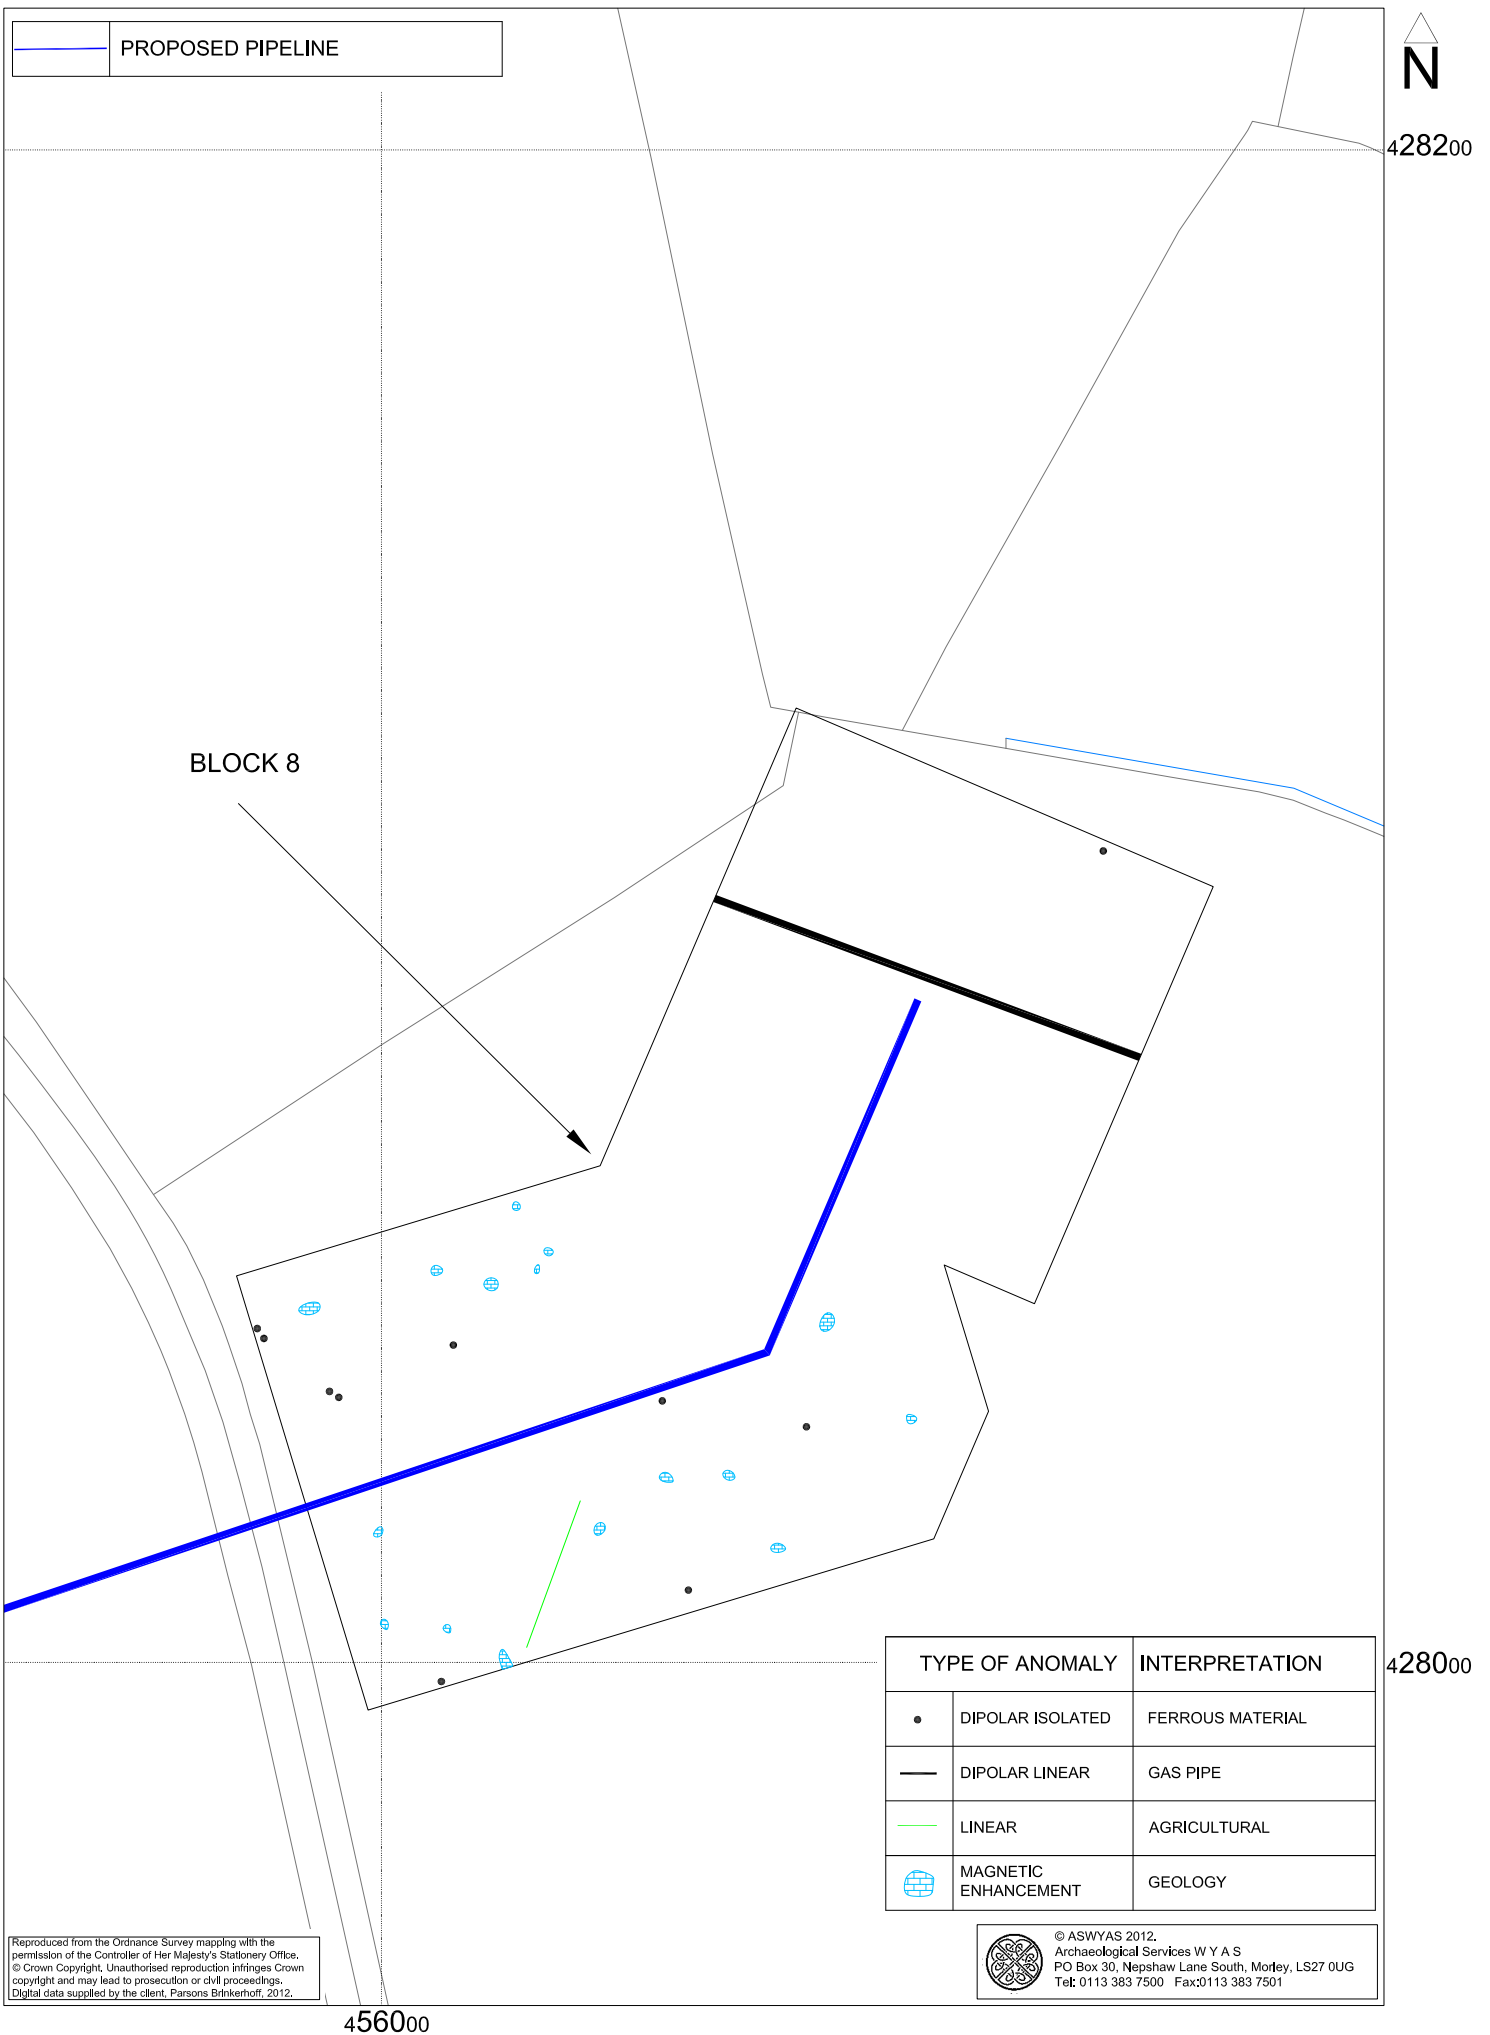 PROPOSED PIPELINE
N
428200
BLOCK 8
TYPE OF ANOMALY INTERPRETATION
428000
DIPOLAR ISOLATED FERROUS MATERIAL
DIPOLAR LINEAR GAS PIPE
LINEAR AGRICULTURAL
MAGNETIC
ENHANCEMENT GEOLOGY
Reproduced from the Ordnance Survey mapping with the
permission of the Controller of Her Majesty's Stationery Office.
© Crown Copyright. Unauthorised reproduction infringes Crown
copyright and may lead to prosecution or civil proceedings.
Digital data supplied by the client, Parsons Brinkerhoff, 2012.
© ASWYAS 2012.
Archaeological Services W Y A S
PO Box 30, Nepshaw Lane South, Morley, LS27 0UG
Tel: 0113 383 7500 Fax:0113 383 7501
456000